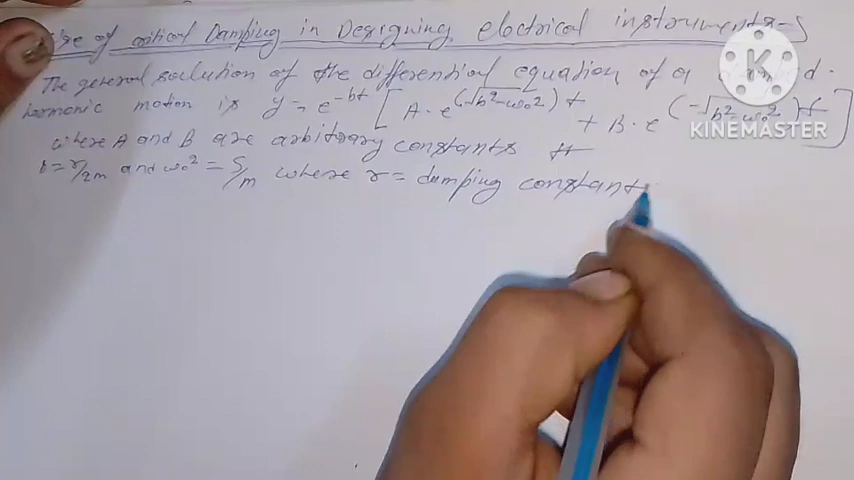 Use of critical Damping in Designing electrical instruments :-
The general solution of the differential equation of a d.
harmonic motion is y = e^-bt [ A. e^(√b²-ω₀²)t + B. e^(-√b²-ω₀²)t ]
where A and B are arbitrary constants
b = r/2m and ω₀² = S/m where r = damping constant
KINEMASTER